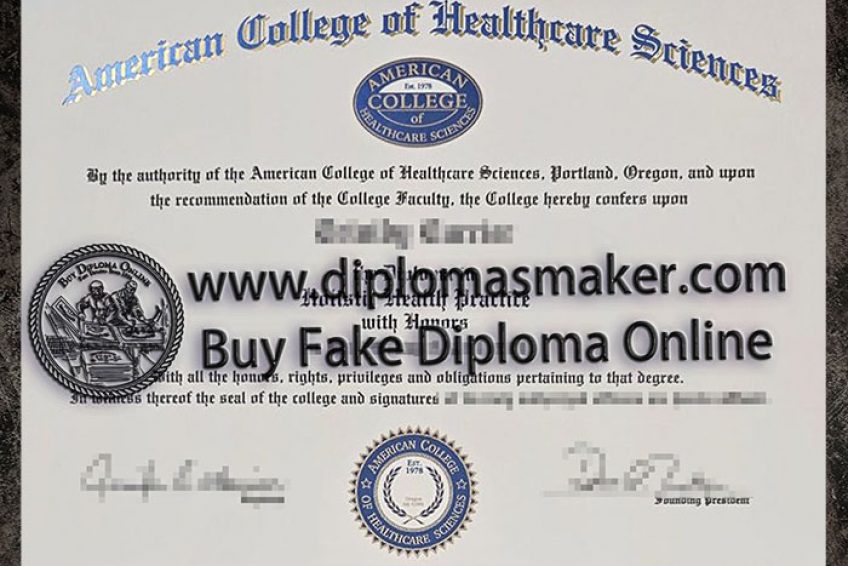 American College of Healthcare Sciences
AMERICAN
Est. 1978
COLLEGE
of
HEALTHCARE SCIENCES
By the authority of the American College of Healthcare Sciences, Portland, Oregon, and upon
the recommendation of the College Faculty, the College hereby confers upon
BUY DIPLOMA ONLINE
www.diplomasmaker.com
Holistic Health Practice
with Honors
Buy Fake Diploma Online
with all the honors, rights, privileges and obligations pertaining to that degree.
In witness thereof the seal of the college and signatures
AMERICAN COLLEGE
EST.
1978
OF HEALTHCARE SCIENCES
Founding President